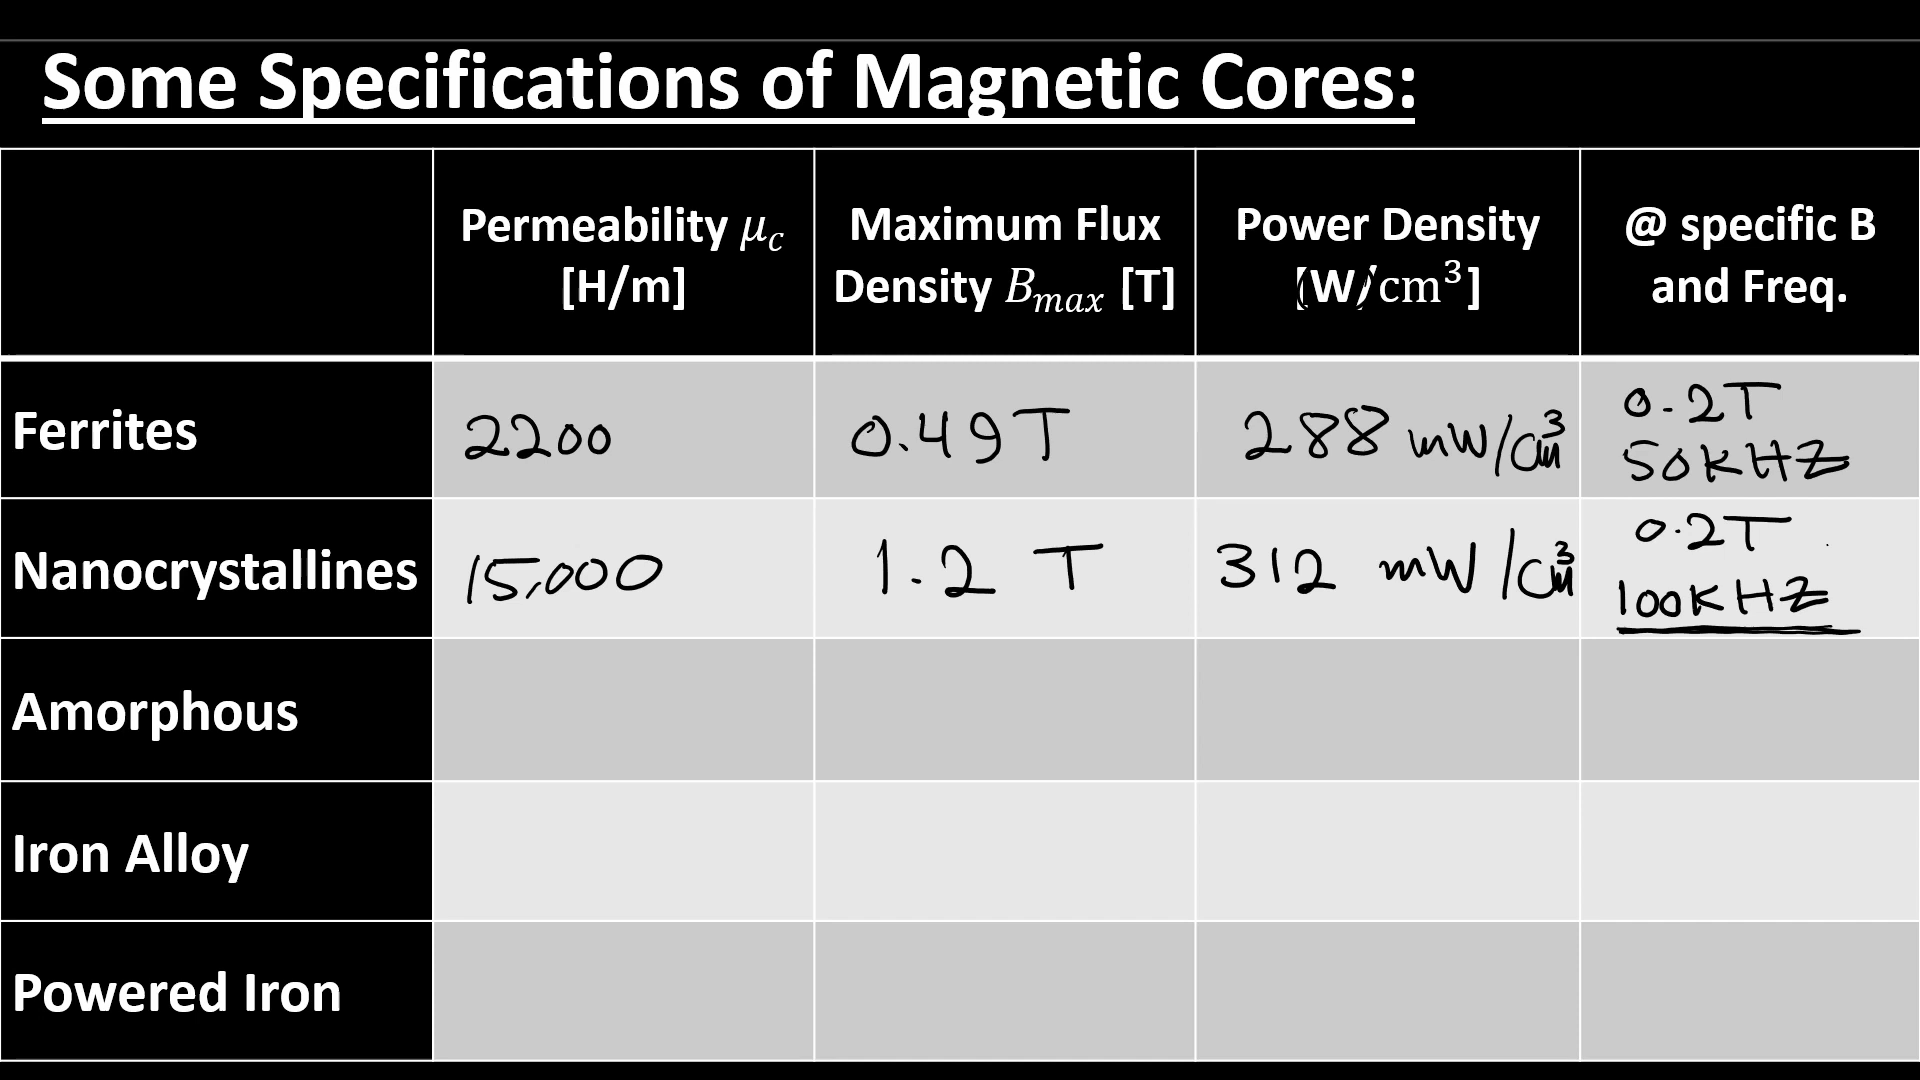 Some Specifications of Magnetic Cores:
Permeability μc
[H/m]
Maximum Flux
Density Bmax [T]
Power Density
[W/cm³]
@ specific B
and Freq.
Ferrites
2200
0.49T
288 mW/cm³
0.2T
50KHZ
Nanocrystallines
15,000
1.2 T
312 mW/cm³
0.2T
100KHZ
Amorphous
Iron Alloy
Powered Iron